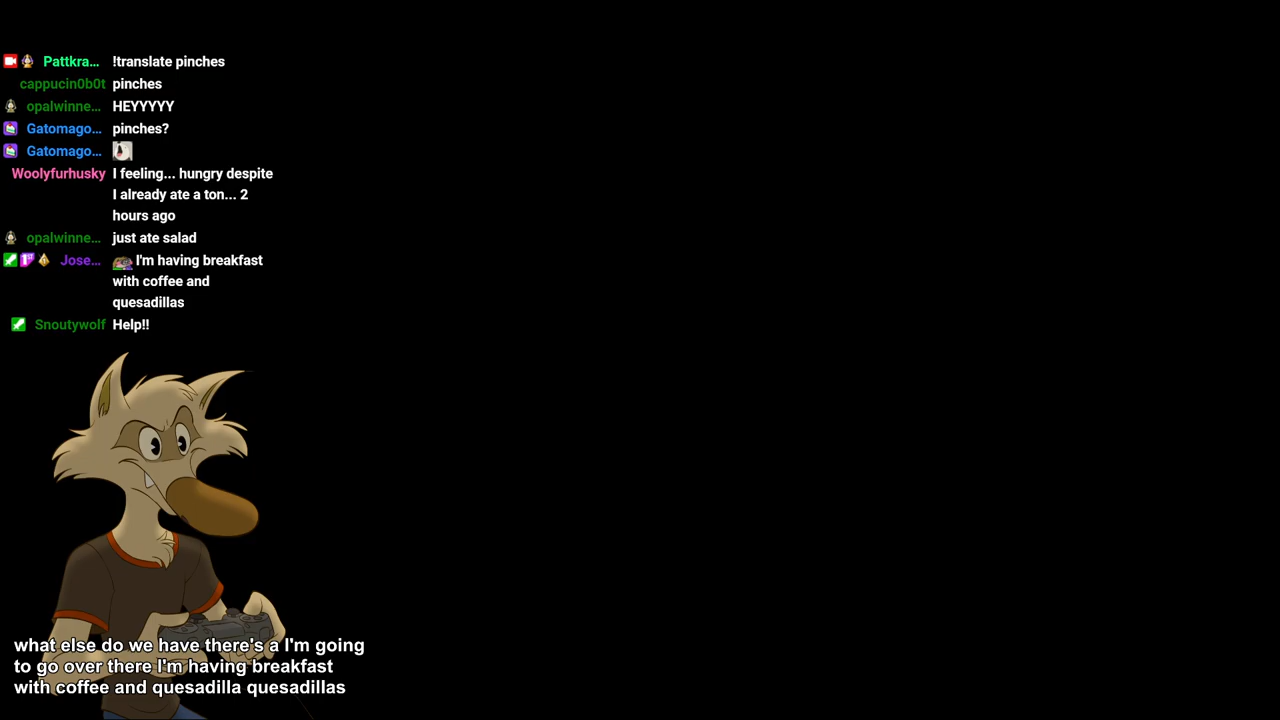 Pattkra... !translate pinches
cappucin0b0t pinches
opalwinne... HEYYYYY
Gatomago... pinches?
Gatomago...
Woolyfurhusky I feeling... hungry despite
I already ate a ton... 2
hours ago
opalwinne... just ate salad
Jose... I'm having breakfast
with coffee and
quesadillas
Snoutywolf Help!!
what else do we have there's a I'm going
to go over there I'm having breakfast
with coffee and quesadilla quesadillas